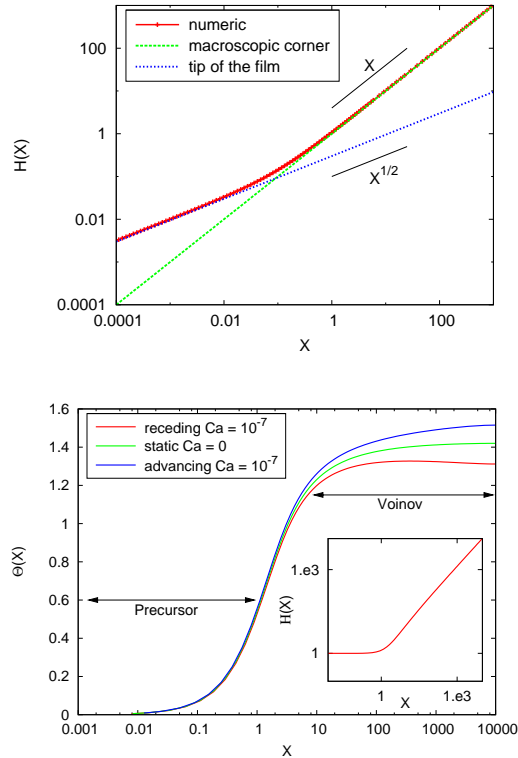 1000
10
1
0.01
0.0001
H(X)
numeric
macroscopic corner
tip of the film
X
X^{1/2}
0.0001
0.01
1
100
X
1.6
1.4
1.2
1
0.8
0.6
0.4
0.2
0
Θ(X)
receding Ca = 10^{-7}
static Ca = 0
advancing Ca = 10^{-7}
Voinov
Precursor
H(X)
1.e3
1
1
1.e3
X
0.001
0.01
0.1
1
10
100
1000
10000
X